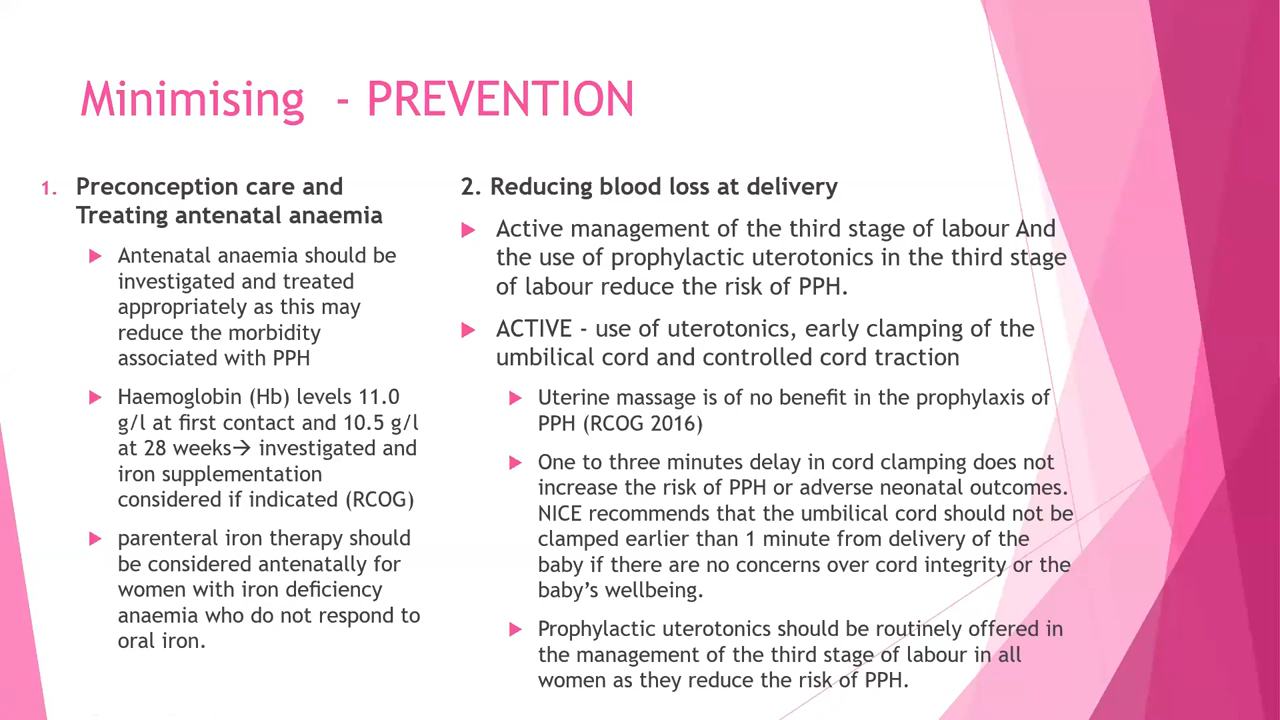 Minimising - PREVENTION
1. Preconception care and
Treating antenatal anaemia
Antenatal anaemia should be
investigated and treated
appropriately as this may
reduce the morbidity
associated with PPH
Haemoglobin (Hb) levels 11.0
g/l at first contact and 10.5 g/l
at 28 weeks→ investigated and
iron supplementation
considered if indicated (RCOG)
parenteral iron therapy should
be considered antenatally for
women with iron deficiency
anaemia who do not respond to
oral iron.
2. Reducing blood loss at delivery
Active management of the third stage of labour And
the use of prophylactic uterotonics in the third stage
of labour reduce the risk of PPH.
ACTIVE - use of uterotonics, early clamping of the
umbilical cord and controlled cord traction
Uterine massage is of no benefit in the prophylaxis of
PPH (RCOG 2016)
One to three minutes delay in cord clamping does not
increase the risk of PPH or adverse neonatal outcomes.
NICE recommends that the umbilical cord should not be
clamped earlier than 1 minute from delivery of the
baby if there are no concerns over cord integrity or the
baby’s wellbeing.
Prophylactic uterotonics should be routinely offered in
the management of the third stage of labour in all
women as they reduce the risk of PPH.